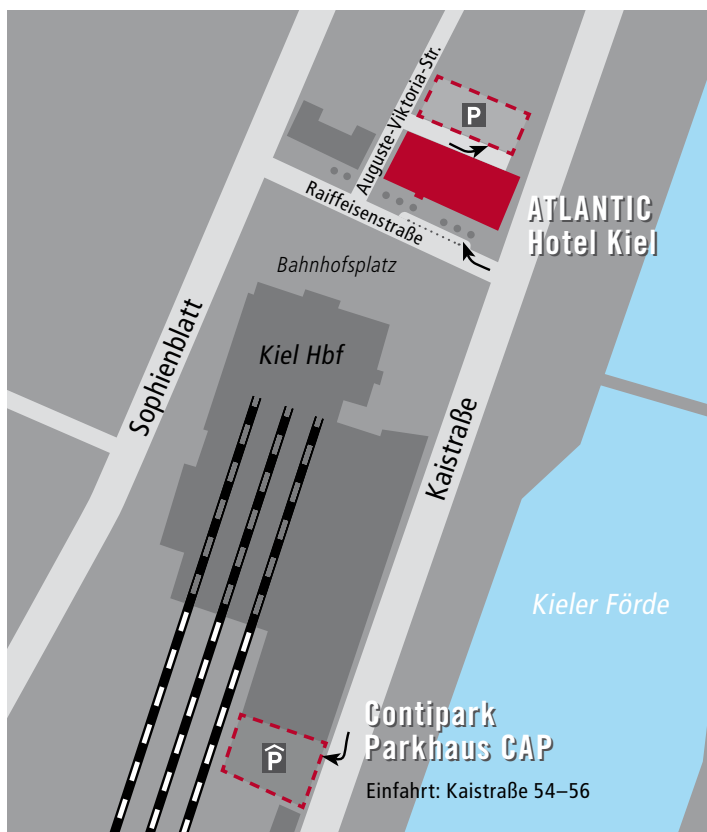 Auguste-Viktoria-Str.
P
Raiffeisenstraße
ATLANTIC
Hotel Kiel
Bahnhofsplatz
Kiel Hbf
Sophienblatt
Kaistraße
Kieler Förde
Contipark
Parkhaus CAP
P
Einfahrt: Kaistraße 54–56